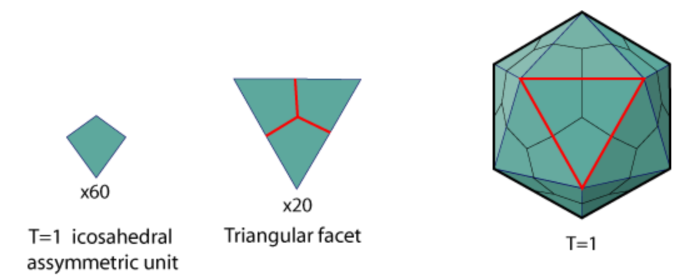 x60
T=1 icosahedral
assymmetric unit
x20
Triangular facet
T=1